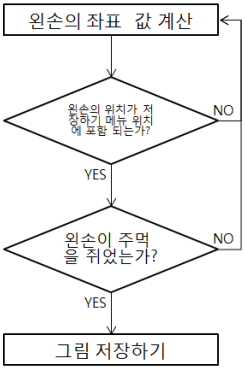 왼손의 좌표 값 계산
왼손의 위치가 저
장하기 메뉴 위치
에 포함 되는가?
NO
YES
왼손이 주먹
을 쥐었는가?
NO
YES
그림 저장하기